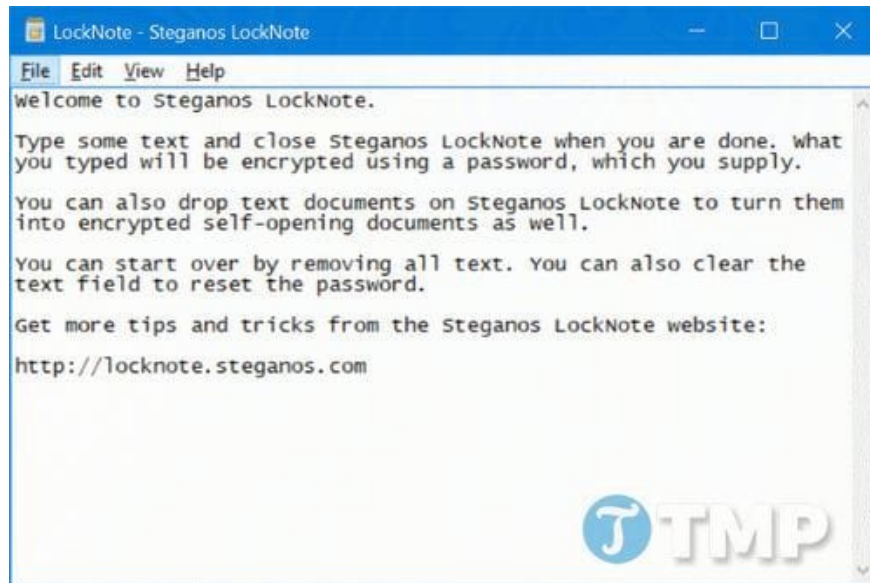 LockNote - Steganos LockNote
File Edit View Help
Welcome to Steganos LockNote.
Type some text and close Steganos LockNote when you are done. What
you typed will be encrypted using a password, which you supply.
You can also drop text documents on Steganos LockNote to turn them
into encrypted self-opening documents as well.
You can start over by removing all text. You can also clear the
text field to reset the password.
Get more tips and tricks from the Steganos LockNote website:
http://locknote.steganos.com
T TMP